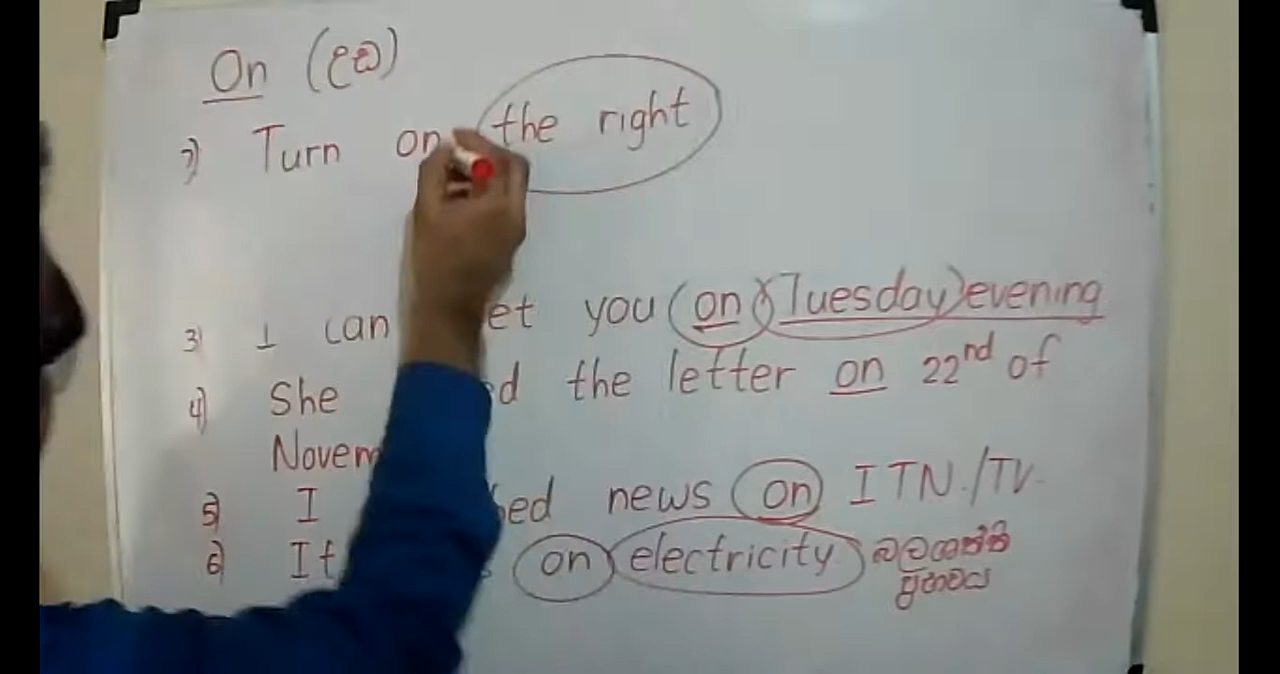 On (උඩ)
Turn on the right
3) I can et you (on) (Tuesday) evening
4) She d the letter on 22nd of
Novem
5) I ed news on ITN./TV.
6) It on electricity